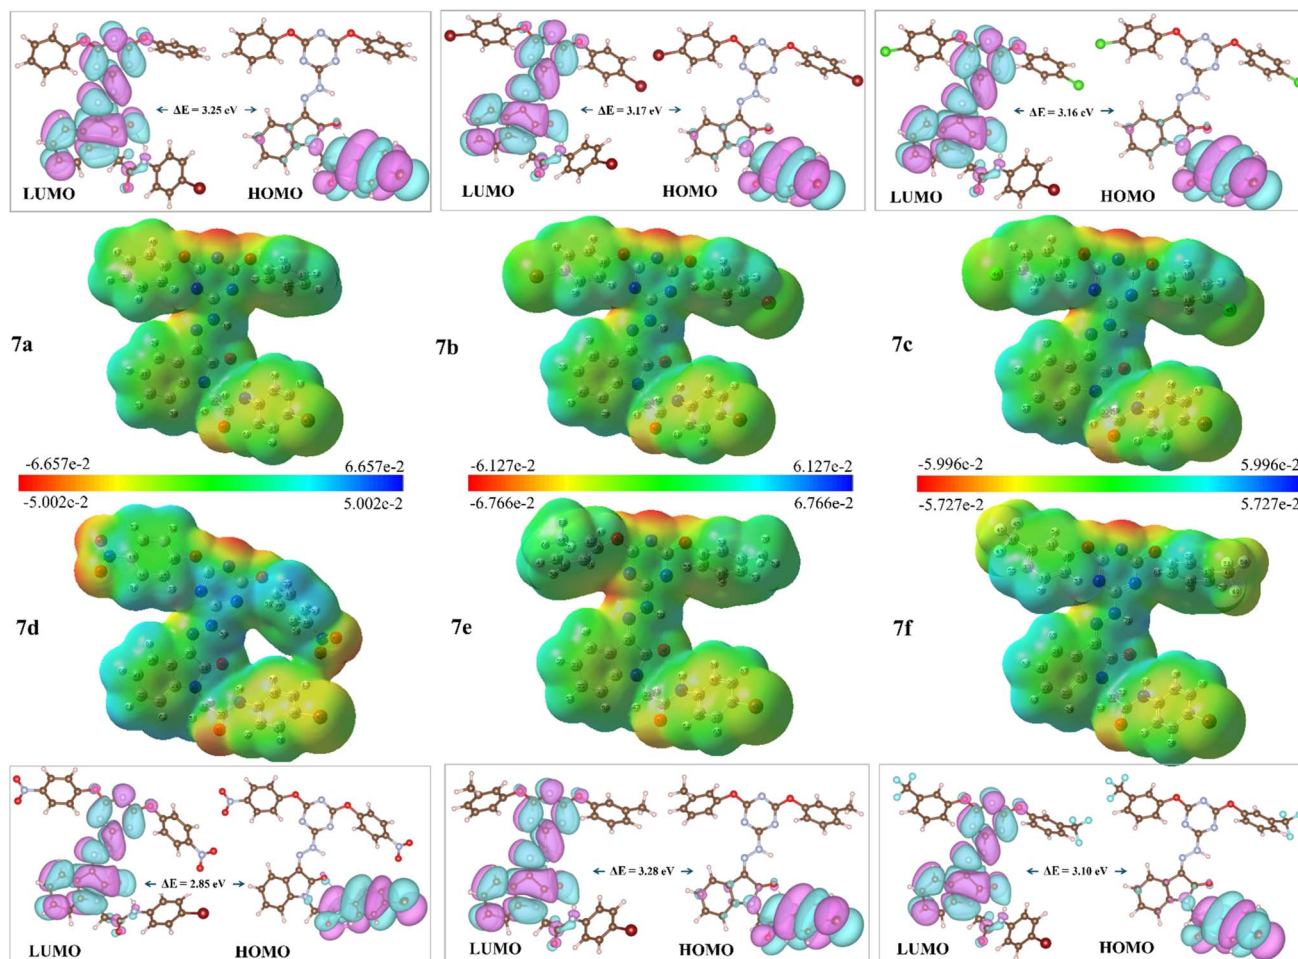 ΔE = 3.25 eV
LUMO HOMO
ΔE = 3.17 eV
LUMO HOMO
ΔE = 3.16 eV
LUMO HOMO
7a
7b
7c
-6.657e-2 6.657e-2
-5.002e-2 5.002e-2
-6.127e-2 6.127e-2
-6.766e-2 6.766e-2
-5.996e-2 5.996e-2
-5.727e-2 5.727e-2
7d
7e
7f
ΔE = 2.85 eV
LUMO HOMO
ΔE = 3.28 eV
LUMO HOMO
ΔE = 3.10 eV
LUMO HOMO